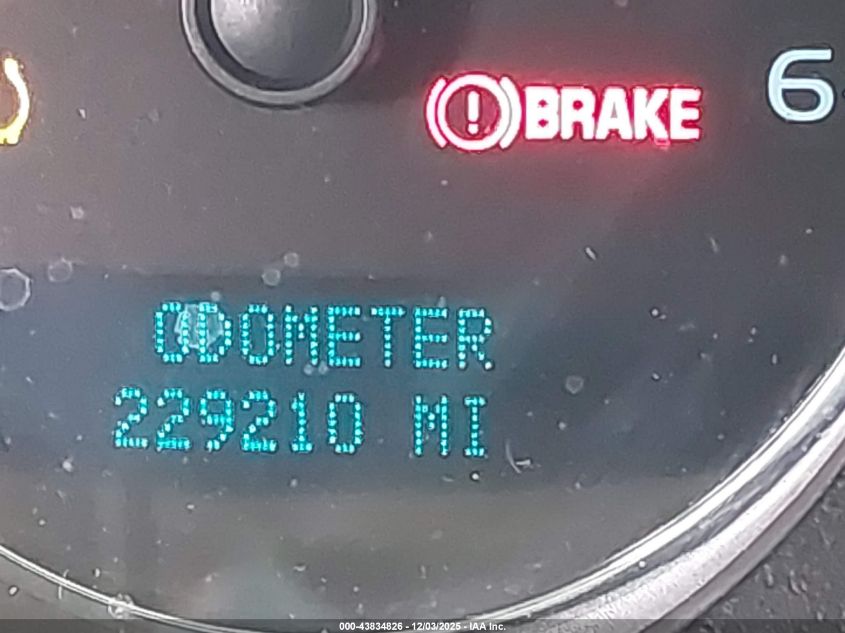 BRAKE
6
ODOMETER
229210 MI
000-43834826 - 12/03/2025 - IAA Inc.